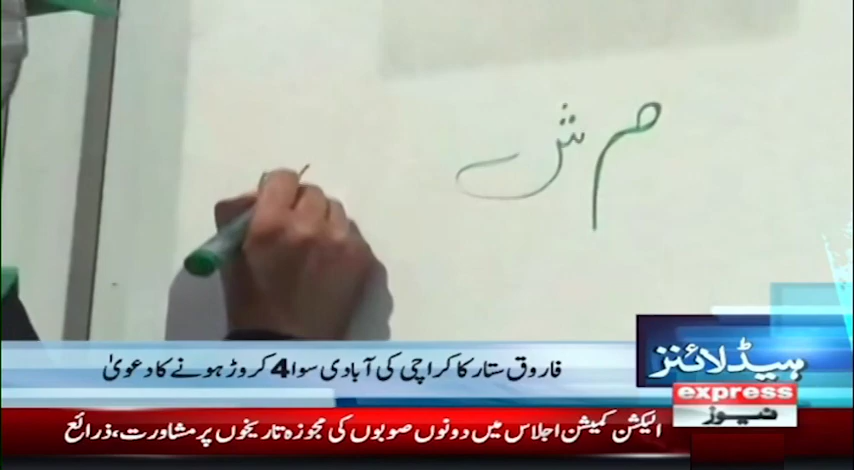 م ش
فاروق ستار کا کراچی کی آبادی سوا 4 کروڑ ہونے کا دعویٰ
ہیڈلائنز
express
نیوز
الیکشن کمیشن اجلاس میں دونوں صوبوں کی مجوزہ تاریخوں پر مشاورت، ذرائع